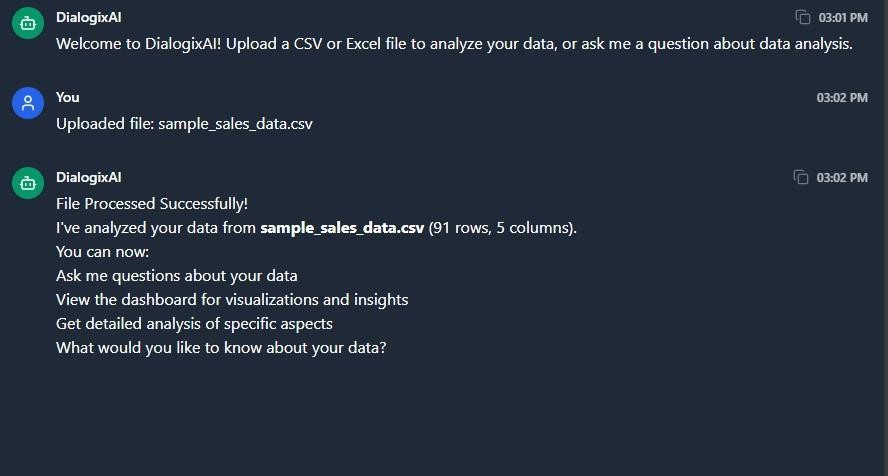 DialogixAI
03:01 PM
Welcome to DialogixAI! Upload a CSV or Excel file to analyze your data, or ask me a question about data analysis.
You
03:02 PM
Uploaded file: sample_sales_data.csv
DialogixAI
03:02 PM
File Processed Successfully!
I've analyzed your data from sample_sales_data.csv (91 rows, 5 columns).
You can now:
Ask me questions about your data
View the dashboard for visualizations and insights
Get detailed analysis of specific aspects
What would you like to know about your data?